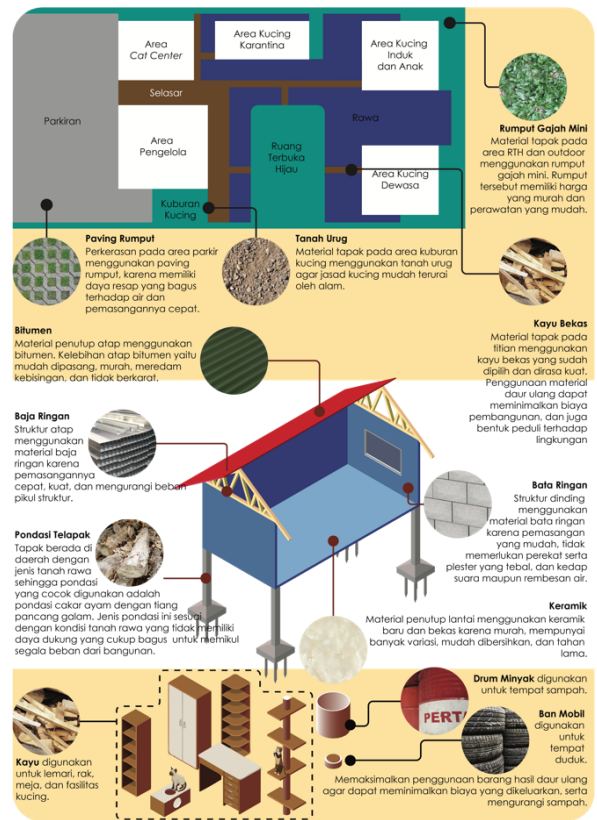 Area
Cat Center
Area Kucing
Karantina
Area Kucing
Induk
dan Anak
Selasar
Parkiran
Rawa
Area
Pengelola
Ruang
Terbuka
Hijau
Area Kucing
Dewasa
Kuburan
Kucing
Rumput Gajah Mini
Material tapak pada
area RTH dan outdoor
menggunakan rumput
gajah mini. Rumput
tersebut memiliki harga
yang murah dan
perawatan yang mudah.
Paving Rumput
Perkerasan pada area parkir
menggunakan paving
rumput, karena memiliki
daya resap yang bagus
terhadap air dan
pemasangannya cepat.
Tanah Urug
Material tapak pada area kuburan
kucing menggunakan tanah urug
agar jasad kucing mudah terurai
oleh alam.
Kayu Bekas
Material tapak pada
titian menggunakan
kayu bekas yang sudah
dipilih dan dirasa kuat.
Penggunaan material
daur ulang dapat
meminimalkan biaya
pembangunan, dan juga
bentuk peduli terhadap
lingkungan
Bitumen
Material penutup atap menggunakan
bitumen. Kelebihan atap bitumen yaitu
mudah dipasang, murah, meredam
kebisingan, dan tidak berkarat.
Baja Ringan
Struktur atap
menggunakan
material baja
ringan karena
pemasangannya
cepat, kuat, dan mengurangi beban
pikul struktur.
Bata Ringan
Struktur dinding
menggunakan
material bata ringan
karena pemasangan
yang mudah, tidak
memerlukan perekat serta
plester yang tebal, dan kedap
suara maupun rembesan air.
Pondasi Telapak
Tapak berada di
daerah dengan
jenis tanah rawa
sehingga pondasi
yang cocok digunakan adalah
pondasi cakar ayam dengan tiang
pancang galam. Jenis pondasi ini sesuai
dengan kondisi tanah rawa yang tidak memiliki
daya dukung yang cukup bagus untuk memikul
segala beban dari bangunan.
Keramik
Material penutup lantai menggunakan keramik
baru dan bekas karena murah, mempunyai
banyak variasi, mudah dibersihkan, dan tahan
lama.
Drum Minyak digunakan
untuk tempat sampah.
PERT
Ban Mobil
digunakan
untuk
tempat
duduk.
Kayu digunakan
untuk lemari, rak,
meja, dan fasilitas
kucing.
Memaksimalkan penggunaan barang hasil daur ulang
agar dapat meminimalkan biaya yang dikeluarkan, serta
mengurangi sampah.